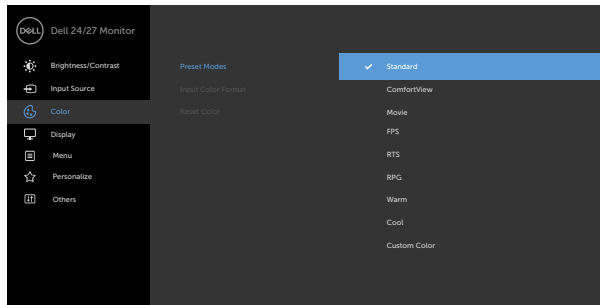 DELL Dell 24/27 Monitor
Brightness/Contrast Preset Modes Standard
Input Source Input Color Format ComfortView
Color Reset Color Movie
Display FPS
Menu RTS
Personalize RPG
Others Warm
Cool
Custom Color